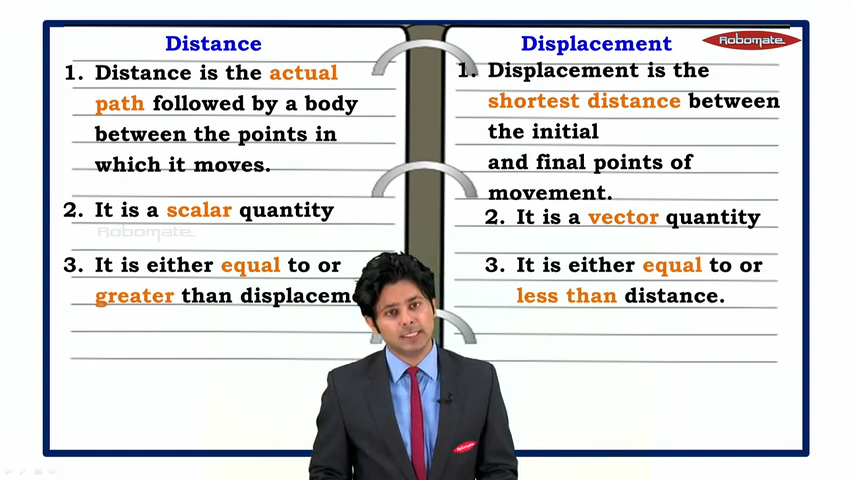 Distance
1. Distance is the actual
path followed by a body
between the points in
which it moves.
2. It is a scalar quantity
Robomate
3. It is either equal to or
greater than displacem
Displacement
Robomate
1. Displacement is the
shortest distance between
the initial
and final points of
movement.
2. It is a vector quantity
3. It is either equal to or
less than distance.